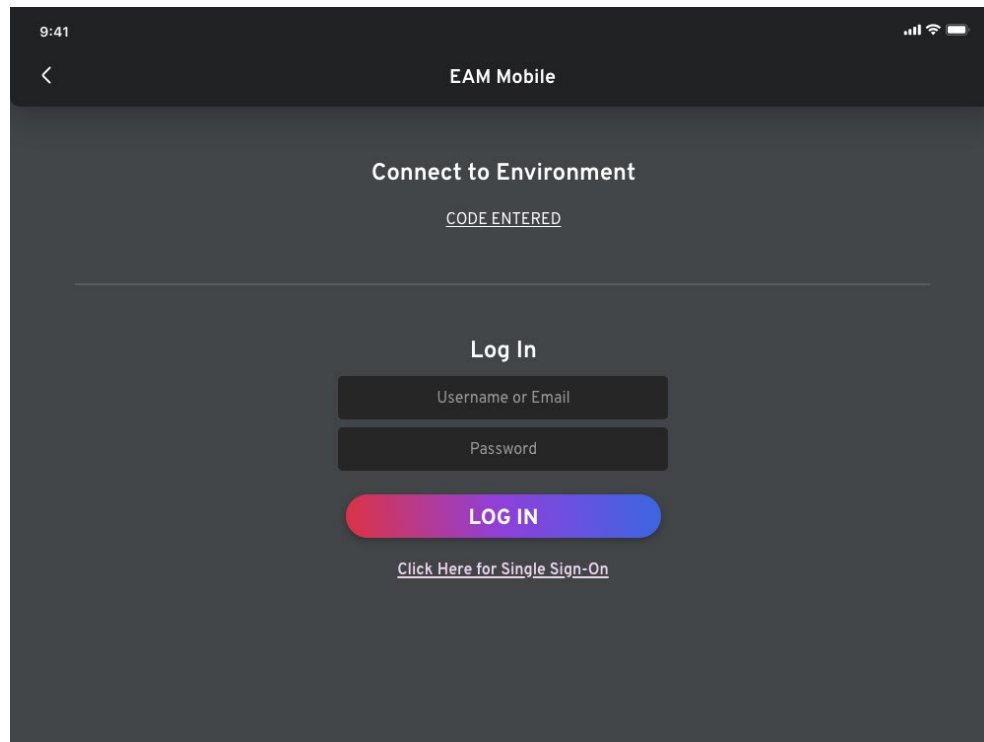 9:41
EAM Mobile
Connect to Environment
CODE ENTERED
Log In
Username or Email
Password
LOG IN
Click Here for Single Sign-On